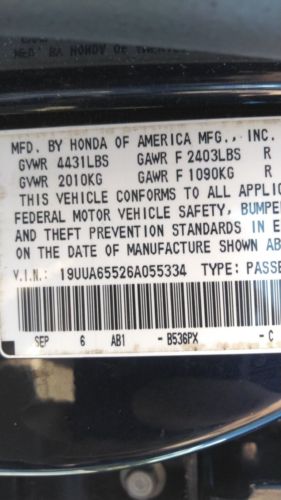 MFD. BY HONDA OF AMERICA MFG., INC.
GVWR 4431LBS GAWR F 2403LBS R
GVWR 2010KG GAWR F 1090KG R
THIS VEHICLE CONFORMS TO ALL APPLIC
FEDERAL MOTOR VEHICLE SAFETY, BUMPE
AND THEFT PREVENTION STANDARDS IN E
ON THE DATE OF MANUFACTURE SHOWN AB
V.I.N.: 19UUA65526A055334 TYPE: PASSE
SEP 6 AB1 - B536PX - C